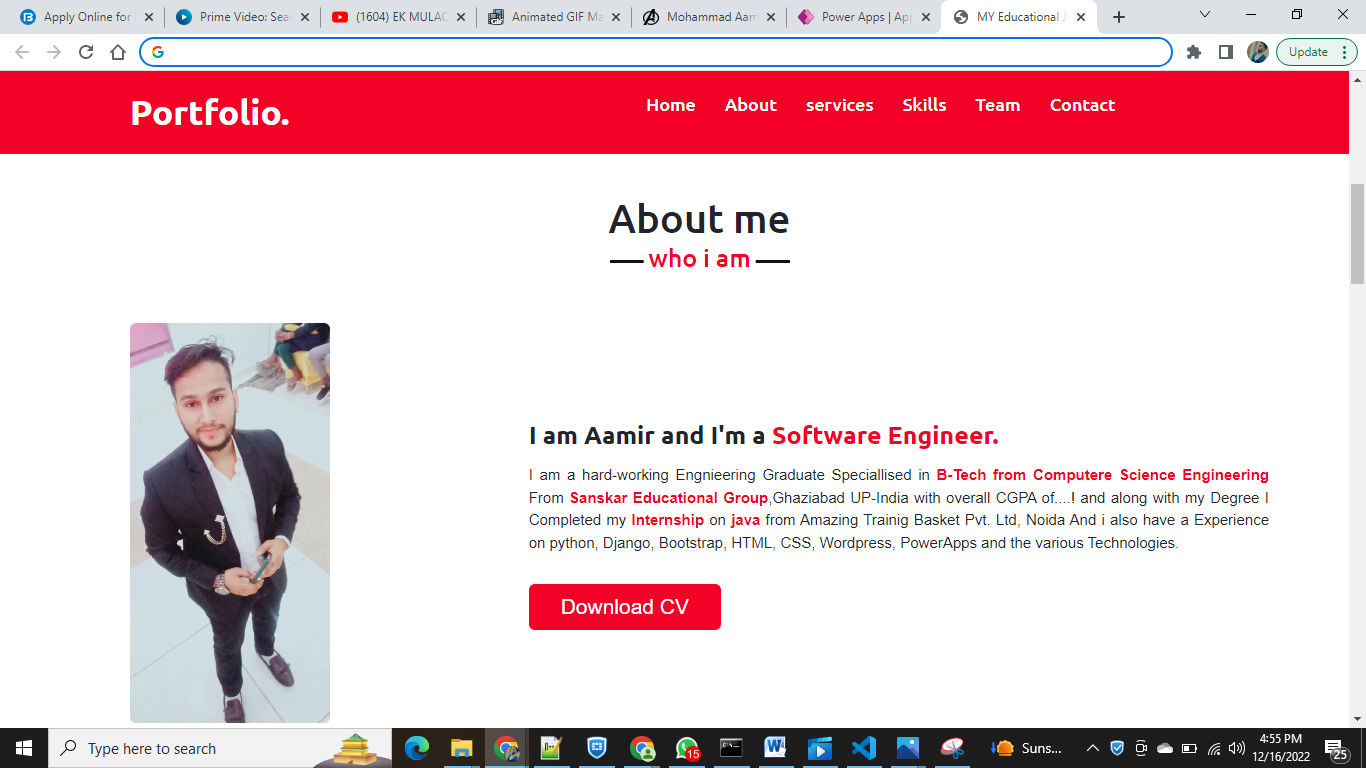 Apply Online for
Prime Video: Sea
(1604) EK MULAC
Animated GIF Ma
Mohammad Aam
Power Apps | App
MY Educational J
Update
Portfolio.
Home About services Skills Team Contact
About me
who i am
I am Aamir and I'm a Software Engineer.
I am a hard-working Engnieering Graduate Speciallised in B-Tech from Computere Science Engineering
From Sanskar Educational Group,Ghaziabad UP-India with overall CGPA of....! and along with my Degree I
Completed my Internship on java from Amazing Trainig Basket Pvt. Ltd, Noida And i also have a Experience
on python, Django, Bootstrap, HTML, CSS, Wordpress, PowerApps and the various Technologies.
Download CV
Type here to search
15
Suns...
4:55 PM
12/16/2022
25